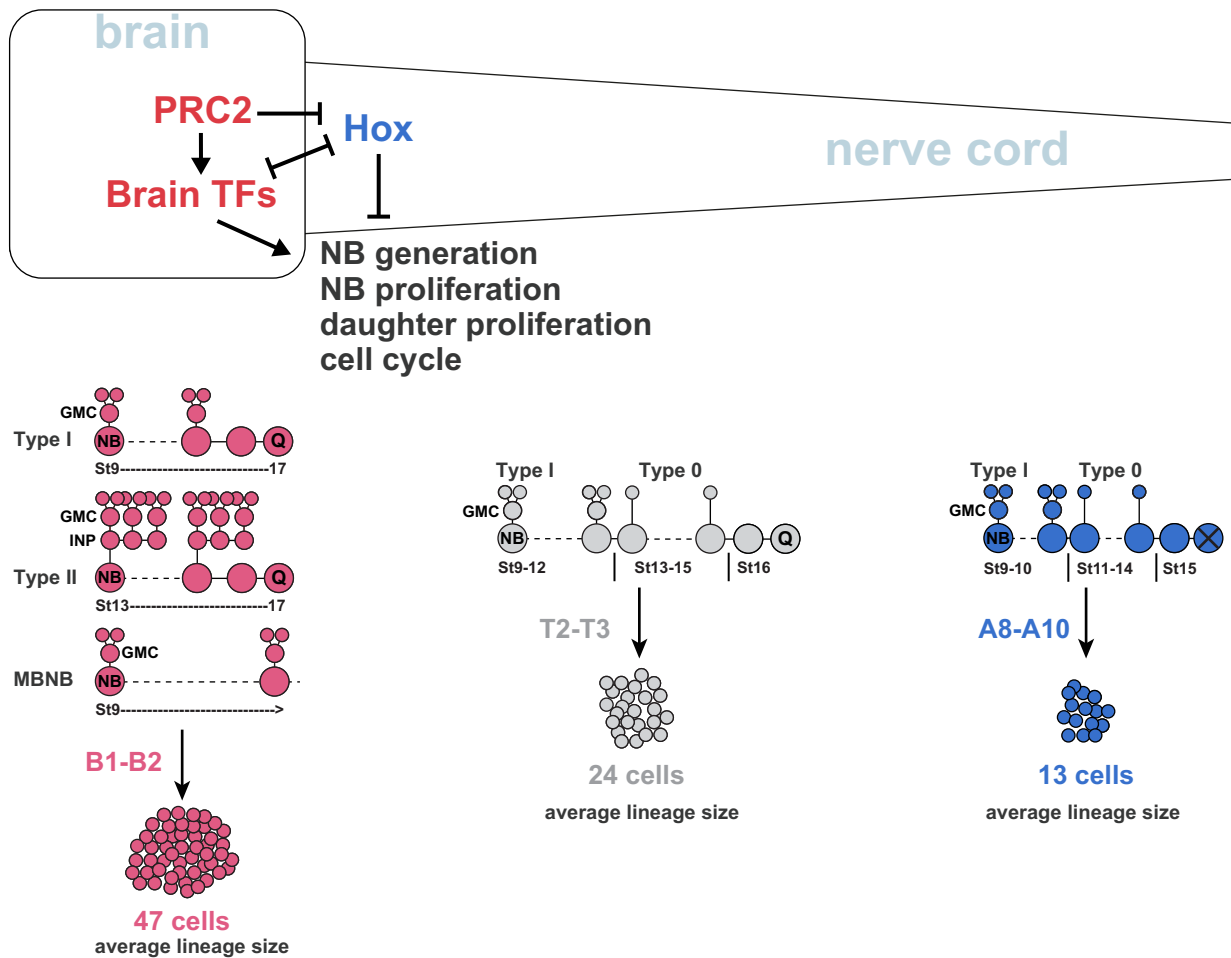 brain
PRC2
Hox
nerve cord
Brain TFs
NB generation
NB proliferation
daughter proliferation
cell cycle
GMC
Type I
NB
Q
St9----------------------------17
GMC
INP
Type II
NB
Q
St13--------------------------17
GMC
MBNB
NB
St9---------------------------->
B1-B2
47 cells
average lineage size
Type I
Type 0
GMC
NB
Q
St9-12
St13-15
St16
T2-T3
24 cells
average lineage size
Type I
Type 0
GMC
NB
St9-10
St11-14
St15
A8-A10
13 cells
average lineage size